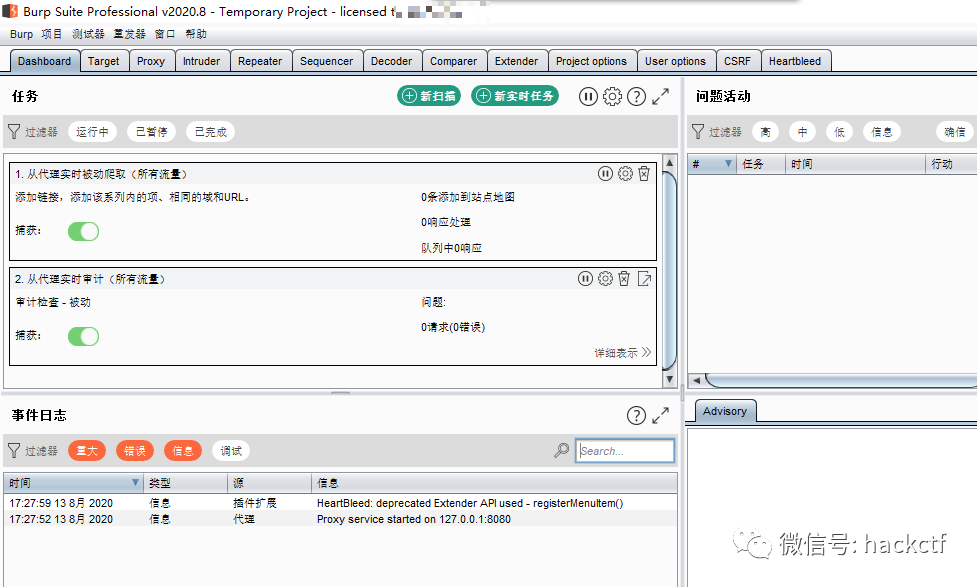 Burp Suite Professional v2020.8 - Temporary Project - licensed t
Burp 项目 测试器 重发器 窗口 帮助
Dashboard Target Proxy Intruder Repeater Sequencer Decoder Comparer Extender Project options User options CSRF Heartbleed
任务 新扫描 新实时任务
过滤器 运行中 已暂停 已完成
1. 从代理实时被动爬取（所有流量）
添加链接，添加该系列内的项、相同的域和URL。 0条添加到站点地图
0响应处理
捕获:
队列中0响应
2. 从代理实时审计（所有流量）
审计检查 - 被动 问题:
0请求(0错误)
捕获:
详细表示
问题活动
过滤器 高 中 低 信息 确信
# 任务 时间 行动
Advisory
事件日志
过滤器 重大 错误 信息 调试 Search...
时间 类型 源 信息
17:27:59 13 8月 2020 信息 插件扩展 HeartBleed: deprecated Extender API used - registerMenuItem()
17:27:52 13 8月 2020 信息 代理 Proxy service started on 127.0.0.1:8080
微信号: hackctf